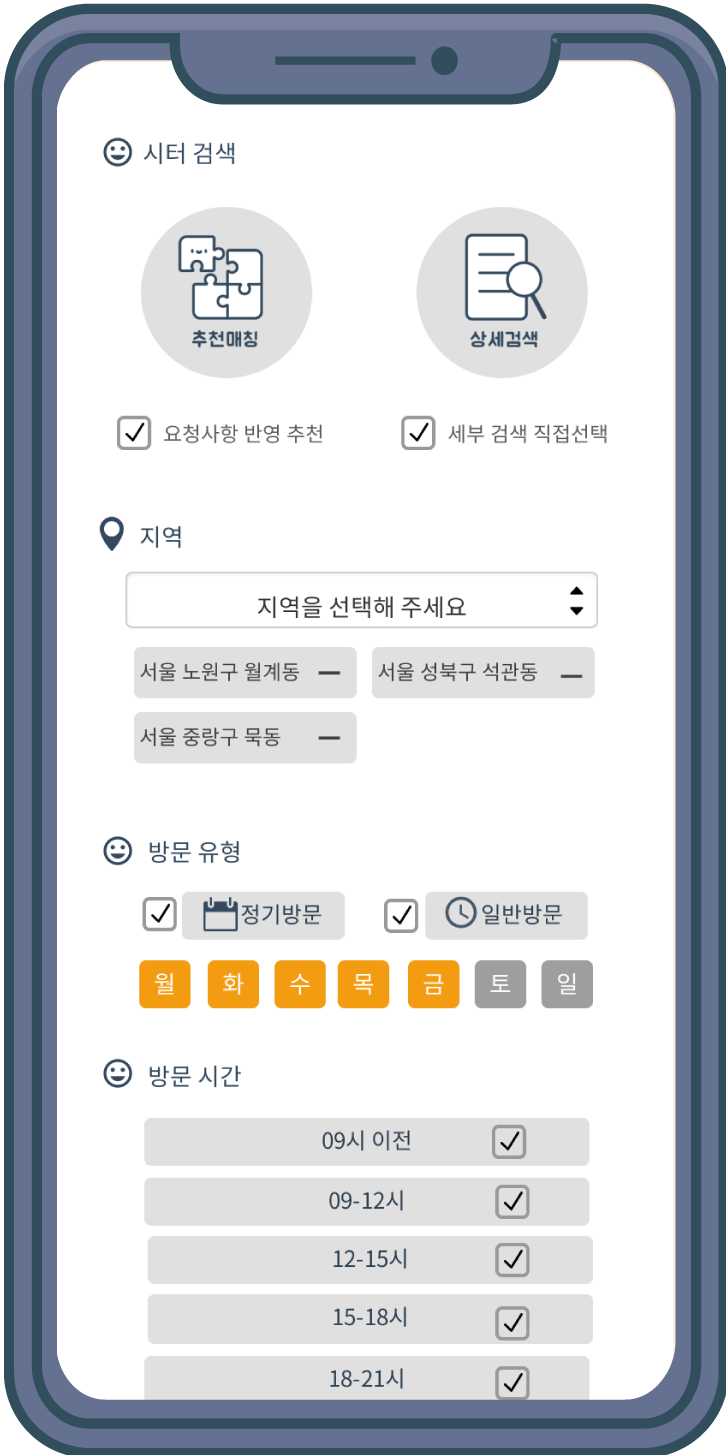 시터 검색
추천매칭
상세검색
요청사항 반영 추천
세부 검색 직접선택
지역
지역을 선택해 주세요
서울 노원구 월계동
서울 성북구 석관동
서울 중랑구 묵동
방문 유형
정기방문
일반방문
월 화 수 목 금 토 일
방문 시간
09시 이전
09-12시
12-15시
15-18시
18-21시